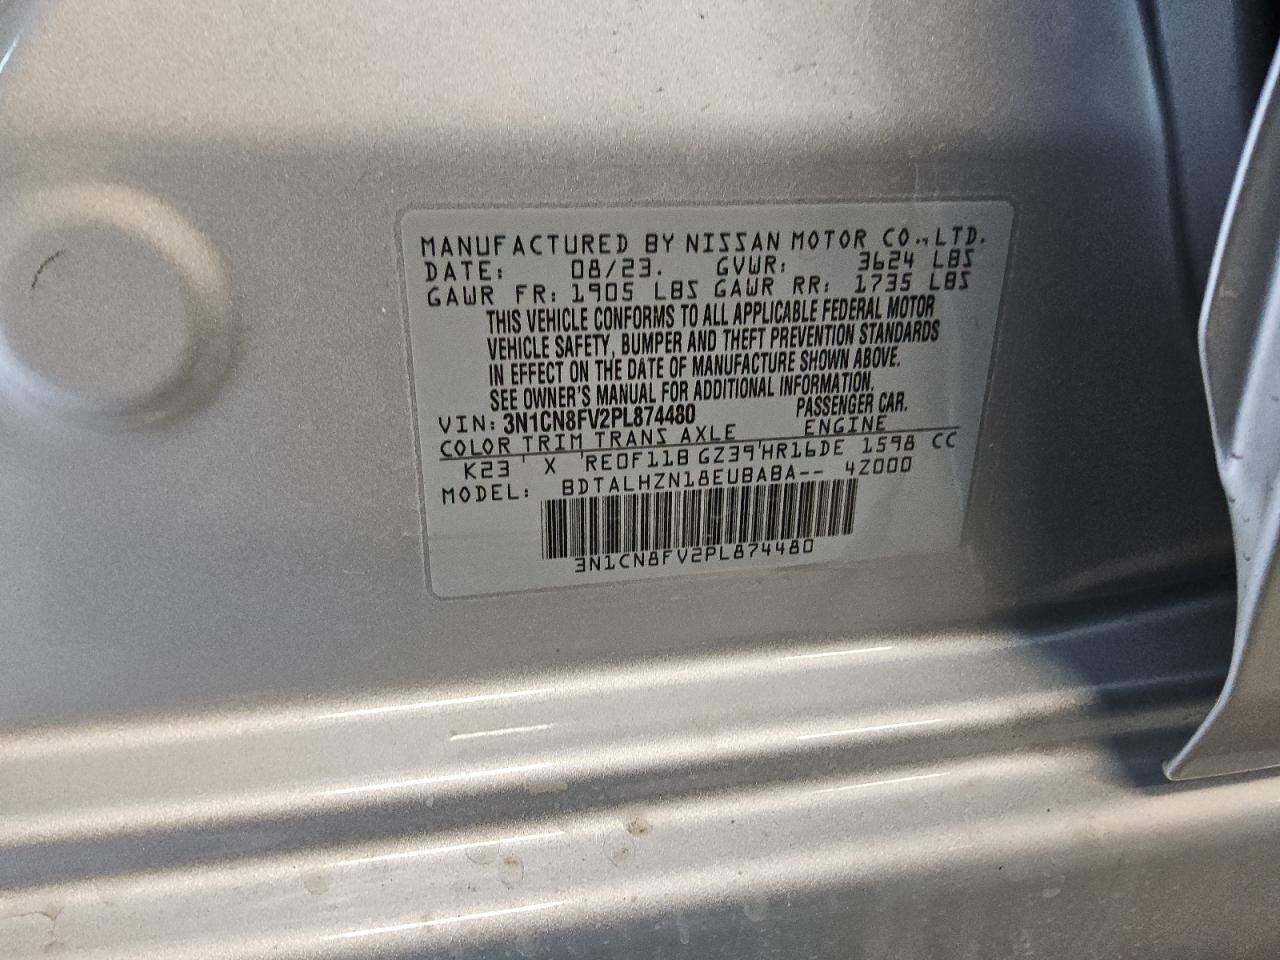 MANUFACTURED BY NISSAN MOTOR CO., LTD.
DATE: 08/23. GVWR: 3624 LBS
GAWR FR: 1905 LBS GAWR RR: 1735 LBS
THIS VEHICLE CONFORMS TO ALL APPLICABLE FEDERAL MOTOR
VEHICLE SAFETY, BUMPER AND THEFT PREVENTION STANDARDS
IN EFFECT ON THE DATE OF MANUFACTURE SHOWN ABOVE.
SEE OWNER'S MANUAL FOR ADDITIONAL INFORMATION.
VIN: 3N1CN8FV2PL874480 PASSENGER CAR.
COLOR TRIM TRANS AXLE ENGINE
K23 X RE0F11B GZ39 HR16DE 1598 CC
MODEL: BDTALHZN18EUBABA-- 4Z000
3N1CN8FV2PL874480